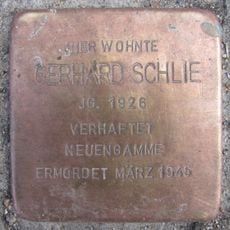 HIER WOHNTE
GERHARD SCHLIE
JG. 1926
VERHAFTET
NEUENGAMME
ERMORDET MÄRZ 1945